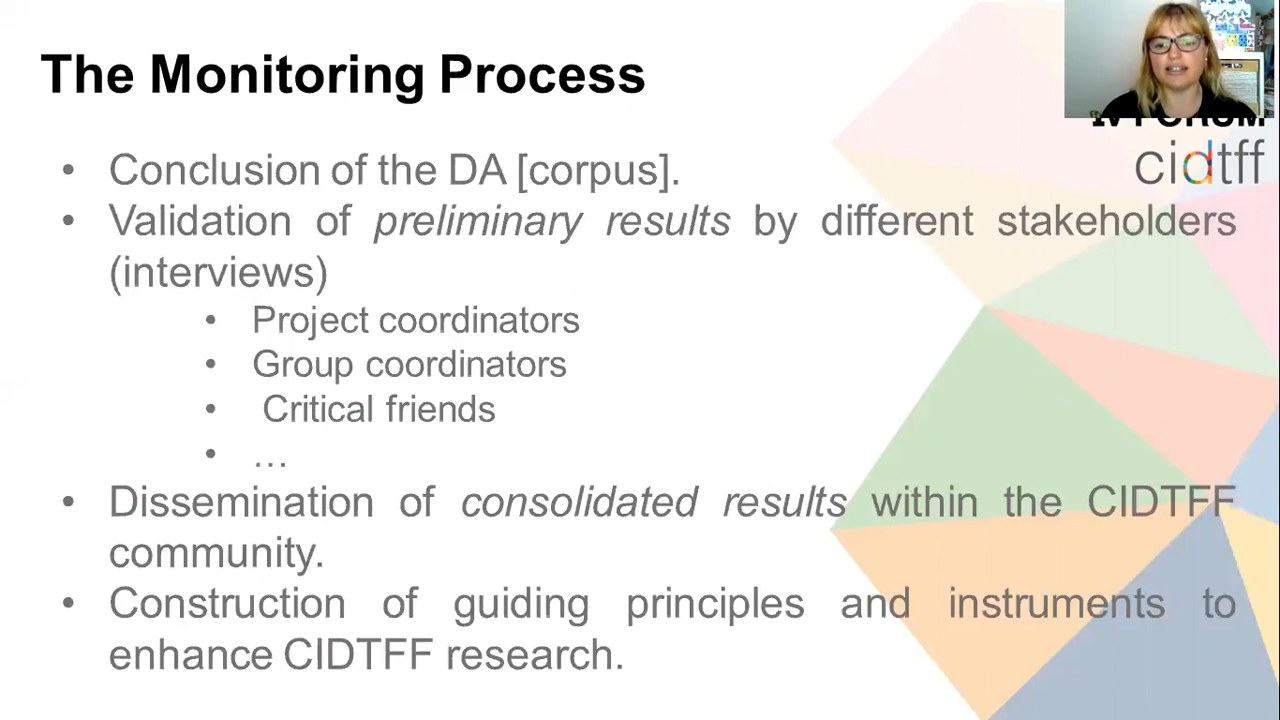 The Monitoring Process
IV FORUM
cidtff
• Conclusion of the DA [corpus].
• Validation of preliminary results by different stakeholders
(interviews)
• Project coordinators
• Group coordinators
• Critical friends
• …
• Dissemination of consolidated results within the CIDTFF
community.
• Construction of guiding principles and instruments to
enhance CIDTFF research.